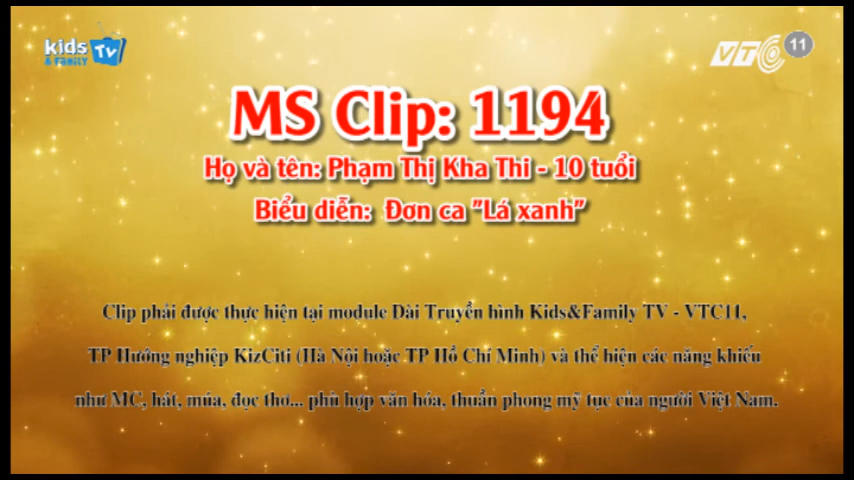 kids TV
& FAMILY
VTC 11
MS Clip: 1194
Họ và tên: Phạm Thị Kha Thi - 10 tuổi
Biểu diễn: Đơn ca "Lá xanh"
Clip phải được thực hiện tại module Đài Truyền hình Kids&Family TV - VTC11,
TP Hướng nghiệp KizCiti (Hà Nội hoặc TP Hồ Chí Minh) và thể hiện các năng khiếu
như MC, hát, múa, đọc thơ... phù hợp văn hóa, thuần phong mỹ tục của người Việt Nam.